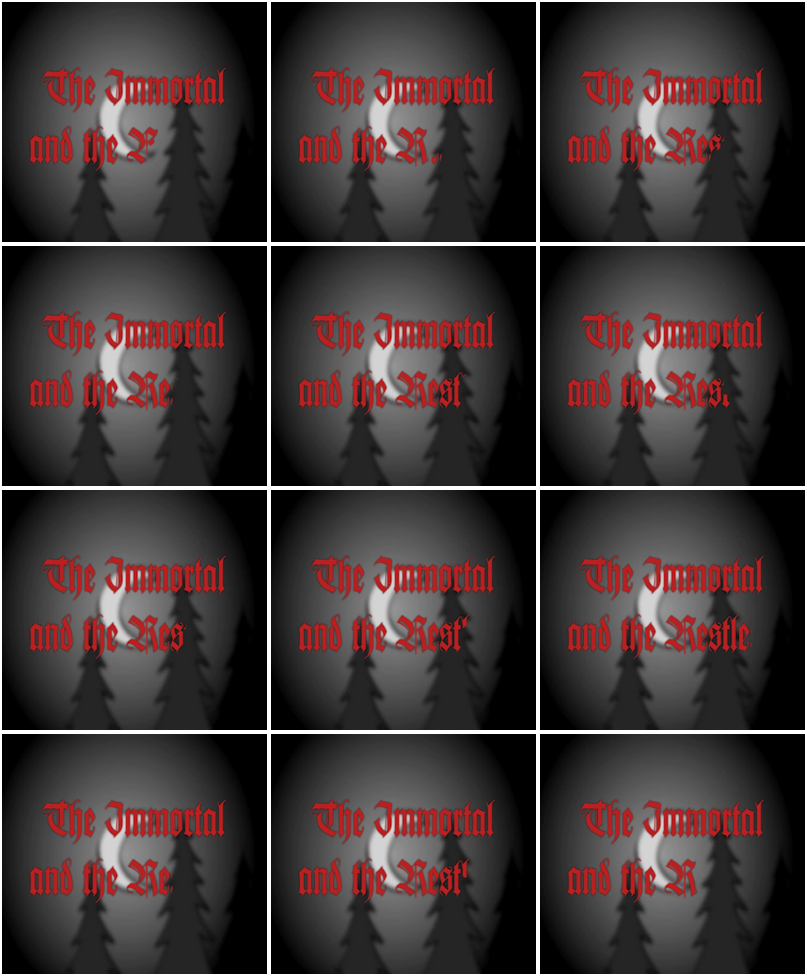 The Immortal
and the
The Immortal
and the R
The Immortal
and the Res
The Immortal
and the Re
The Immortal
and the Rest
The Immortal
and the Res
The Immortal
and the Res
The Immortal
and the Rest
The Immortal
and the Restle
The Immortal
and the Re
The Immortal
and the Rest
The Immortal
and the R